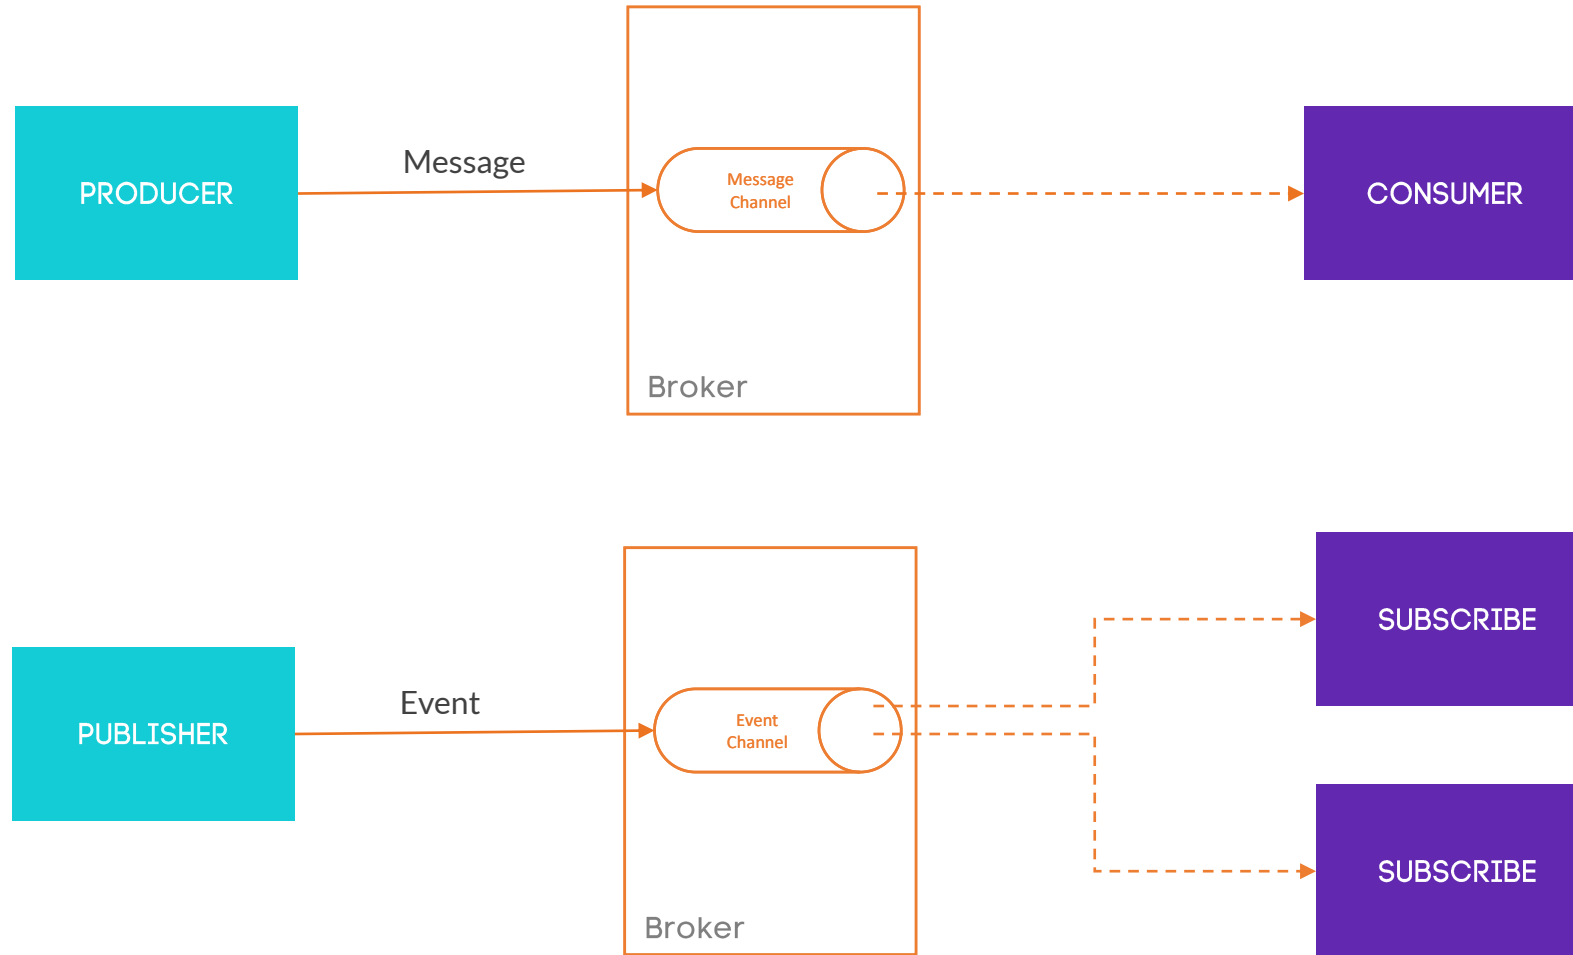 PRODUCER
Message
Message
Channel
CONSUMER
Broker
PUBLISHER
Event
Event
Channel
SUBSCRIBE
SUBSCRIBE
Broker